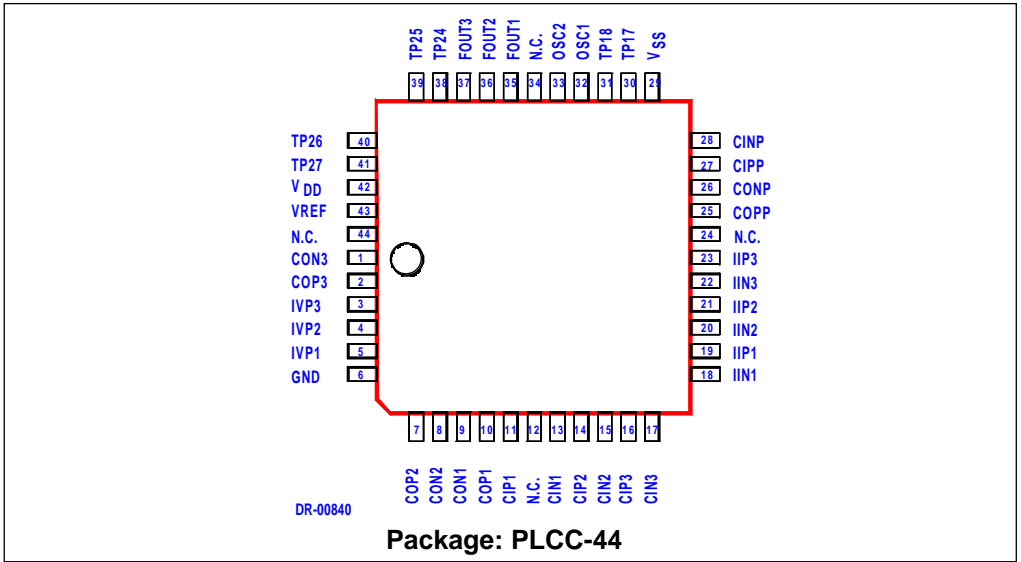 TP25 TP24 FOUT3 FOUT2 FOUT1 N.C. OSC2 OSC1 TP18 TP17 VSS
39 38 37 36 35 34 33 32 31 30 29
TP26 40
TP27 41
VDD 42
VREF 43
N.C. 44
CON3 1
COP3 2
IVP3 3
IVP2 4
IVP1 5
GND 6
28 CINP
27 CIPP
26 CONP
25 COPP
24 N.C.
23 IIP3
22 IIN3
21 IIP2
20 IIN2
19 IIP1
18 IIN1
7 8 9 10 11 12 13 14 15 16 17
COP2 CON2 CON1 COP1 CIP1 N.C. CIN1 CIP2 CIN2 CIP3 CIN3
DR-00840
Package: PLCC-44